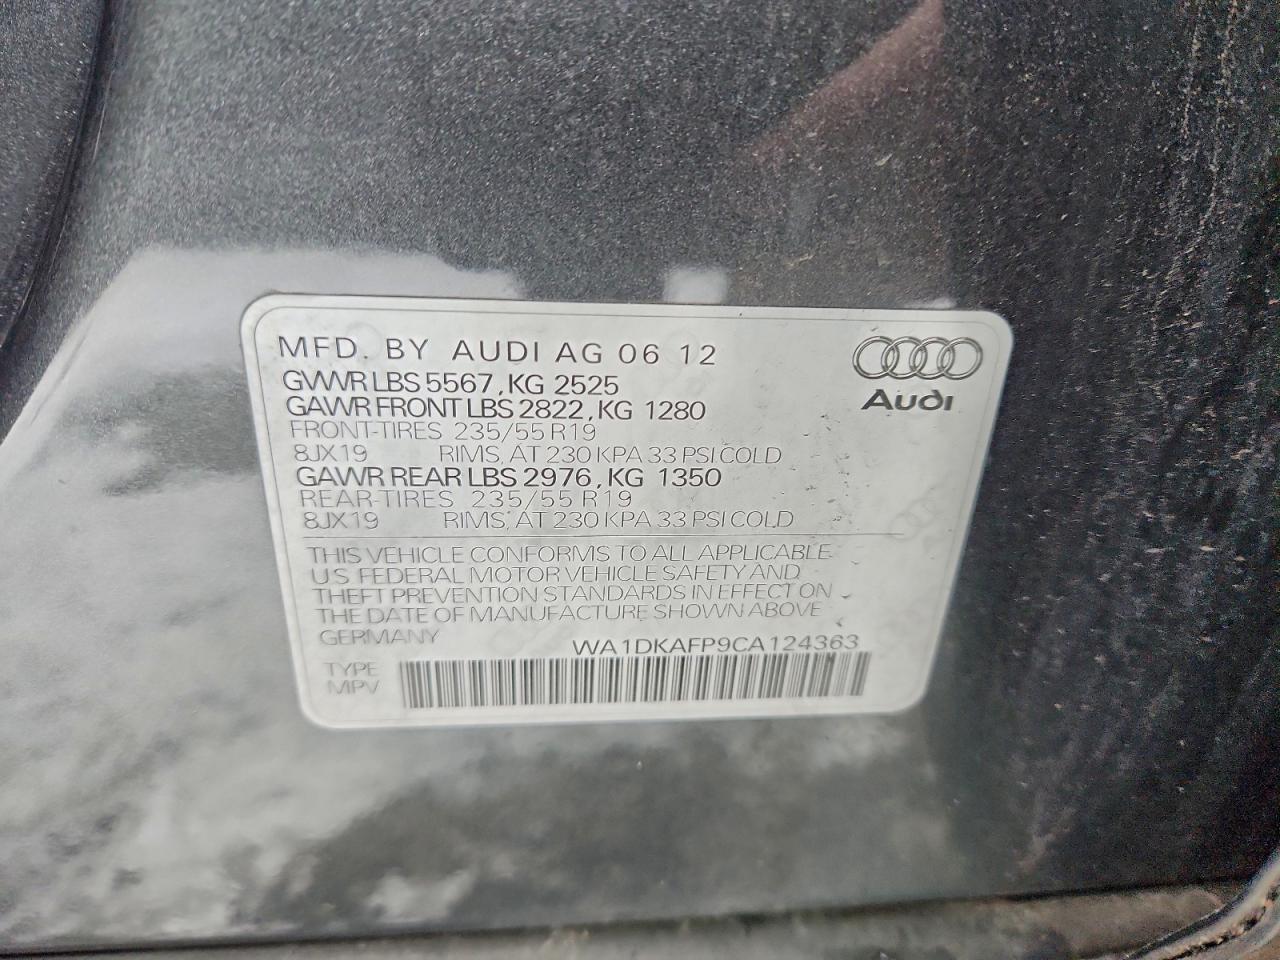 MFD. BY AUDI AG 06 12
GVWR LBS 5567, KG 2525
GAWR FRONT LBS 2822, KG 1280
FRONT-TIRES 235/55 R19
8JX19 RIMS, AT 230 KPA 33 PSI COLD
GAWR REAR LBS 2976, KG 1350
REAR-TIRES 235/55 R19
8JX19 RIMS, AT 230 KPA 33 PSI COLD
Audi
THIS VEHICLE CONFORMS TO ALL APPLICABLE
US FEDERAL MOTOR VEHICLE SAFETY AND
THEFT PREVENTION STANDARDS IN EFFECT ON
THE DATE OF MANUFACTURE SHOWN ABOVE
GERMANY WA1DKAFP9CA124363
TYPE
MPV